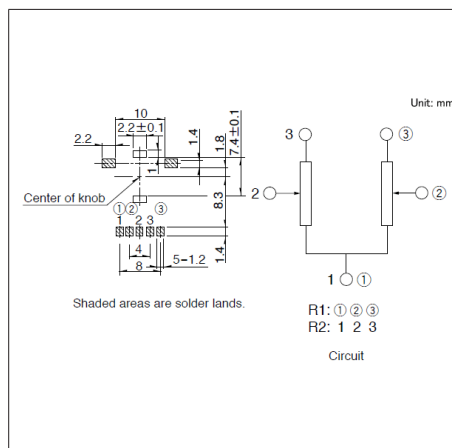 Unit: mm
10
2.2±0.1
2.2
1.4
1.8
7.4±0.1
1
Center of knob
8.3
① ② ③
1 2 3
4
8
5−1.2
1.4
Shaded areas are solder lands.
3 ③
2 ②
1 ①
R1: ① ② ③
R2: 1 2 3
Circuit